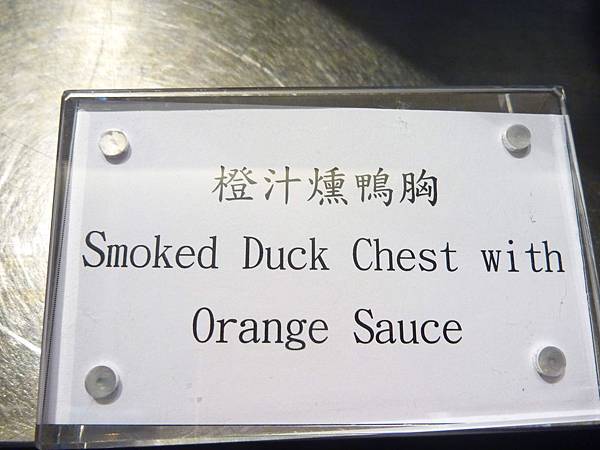 橙汁燻鴨胸
Smoked Duck Chest with
Orange Sauce